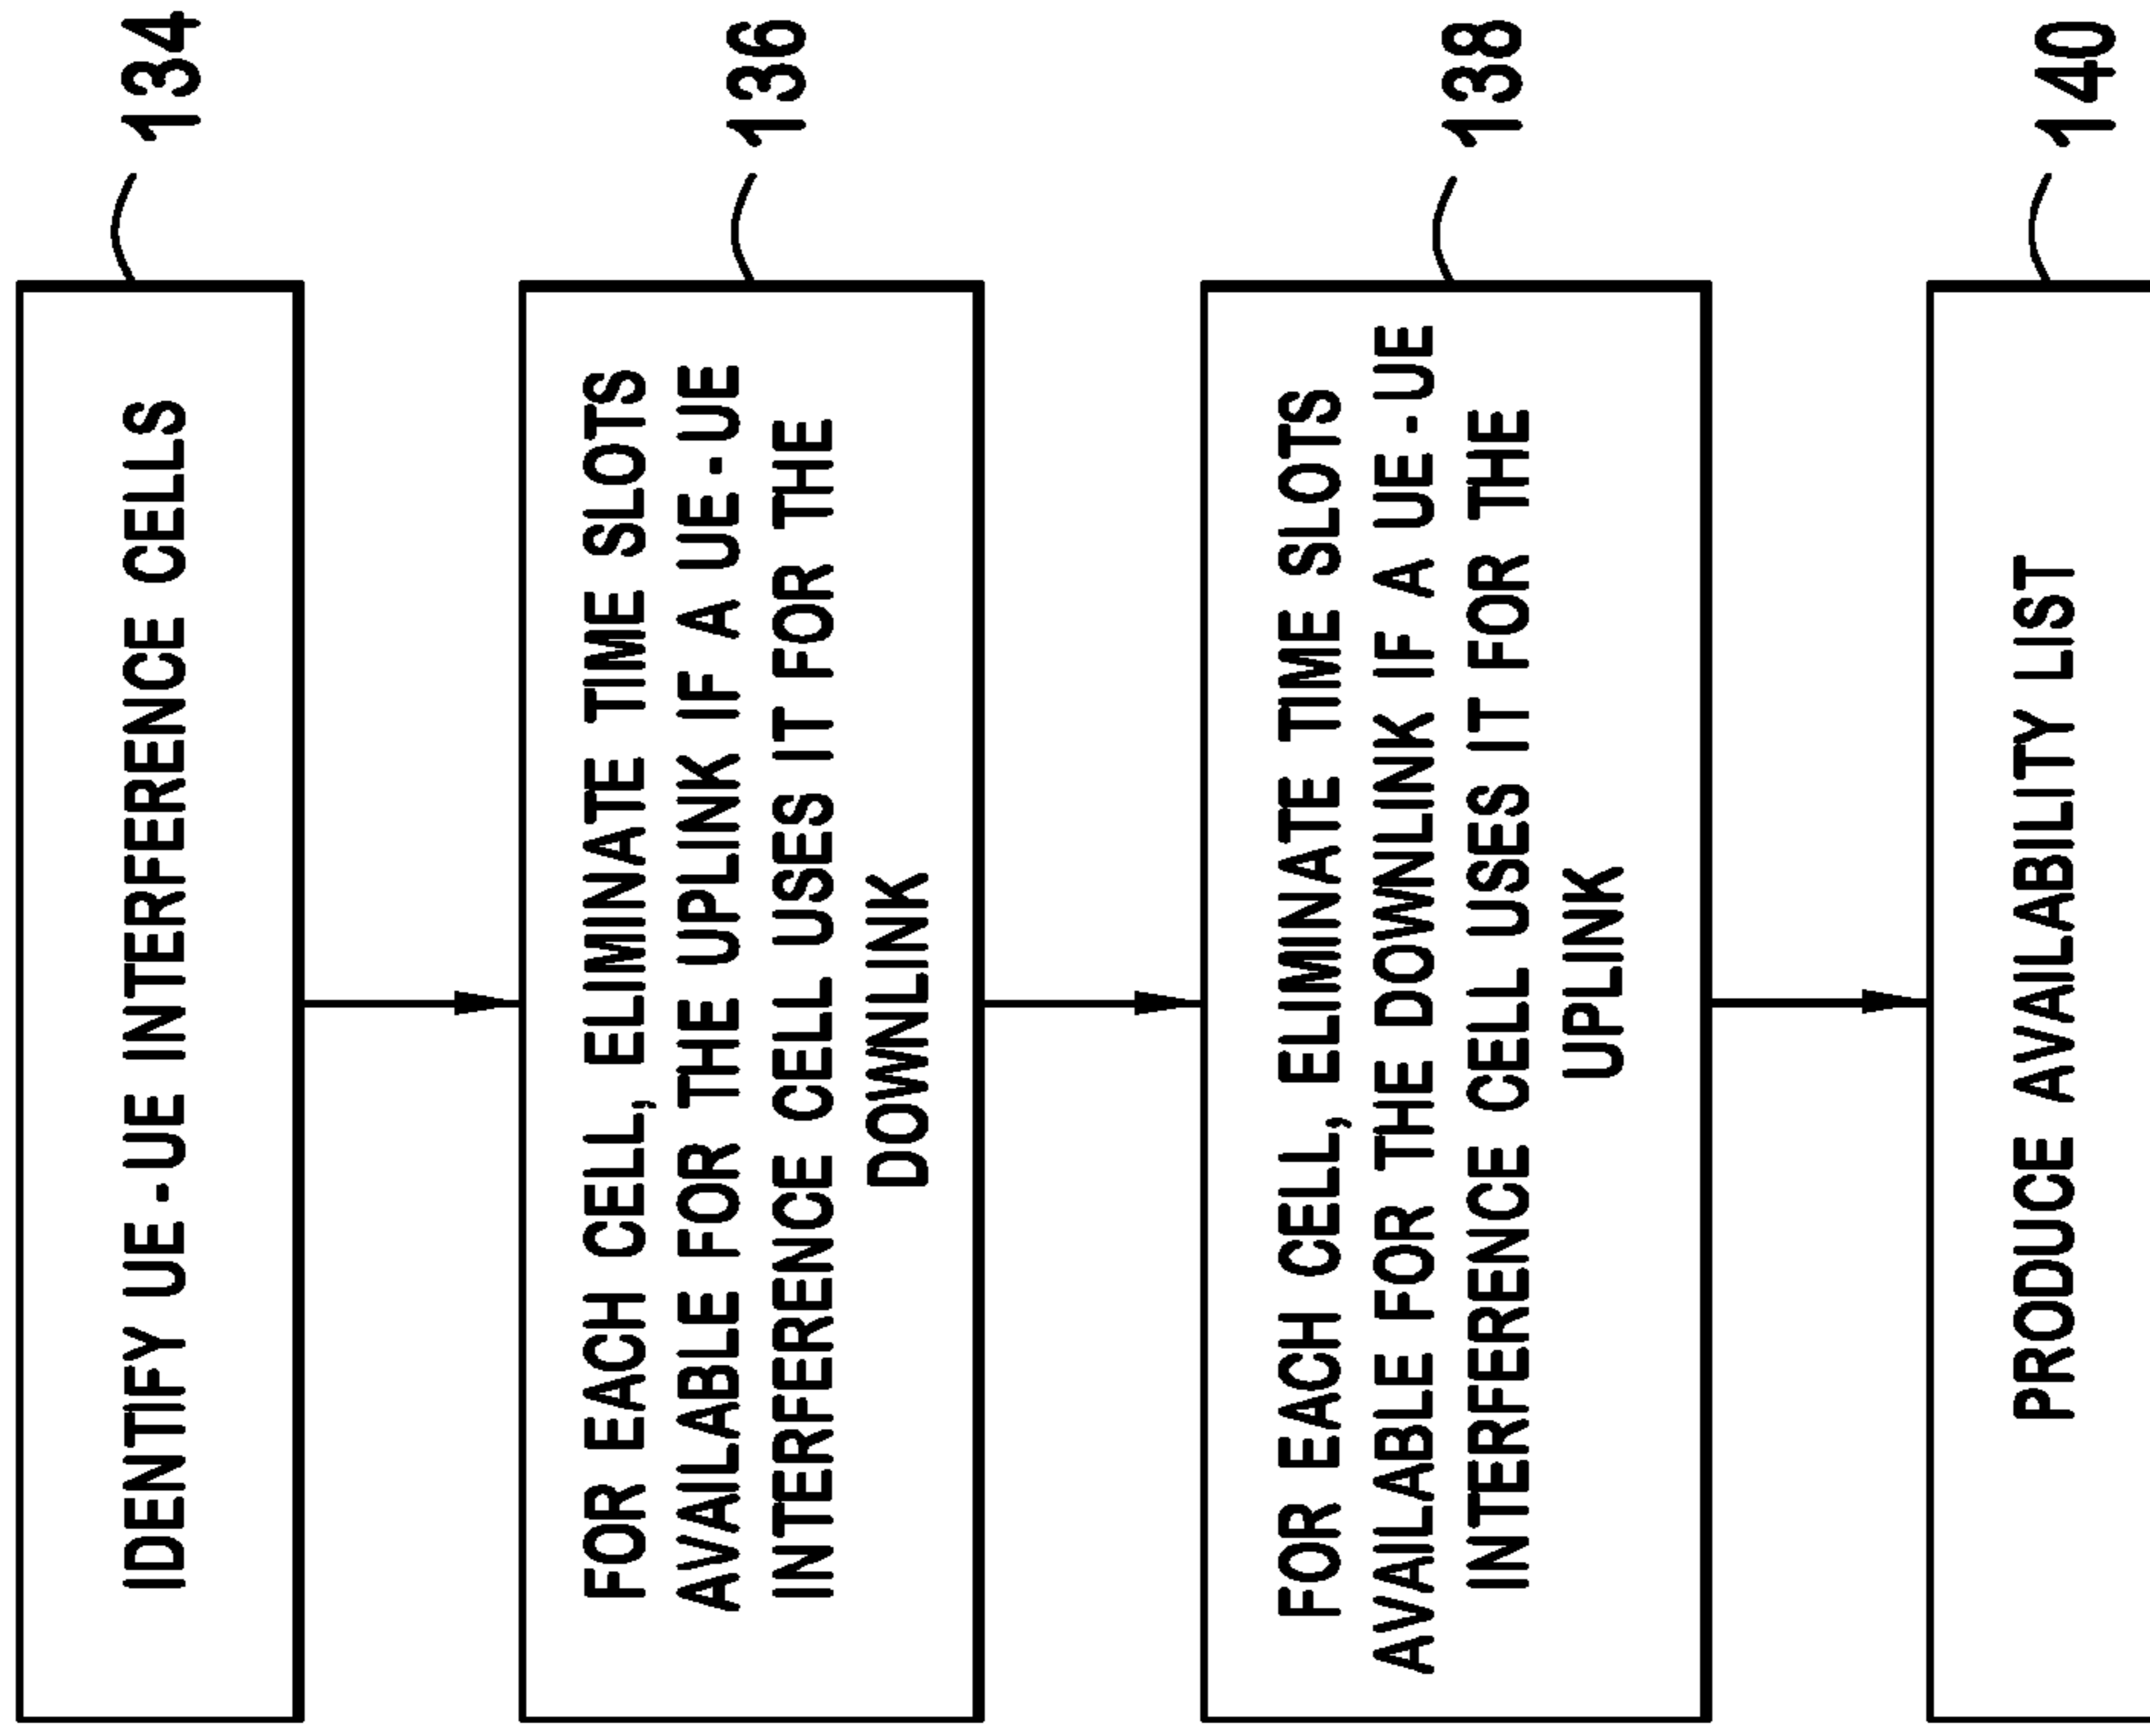 IDENTIFY UE-UE INTERFERENCE CELLS
134
FOR EACH CELL, ELIMINATE TIME SLOTS
AVAILABLE FOR THE UPLINK IF A UE-UE
INTERFERENCE CELL USES IT FOR THE
DOWNLINK
136
FOR EACH CELL, ELIMINATE TIME SLOTS
AVAILABLE FOR THE DOWNLINK IF A UE-UE
INTERFERENCE CELL USES IT FOR THE
UPLINK
138
PRODUCE AVAILABILITY LIST
140